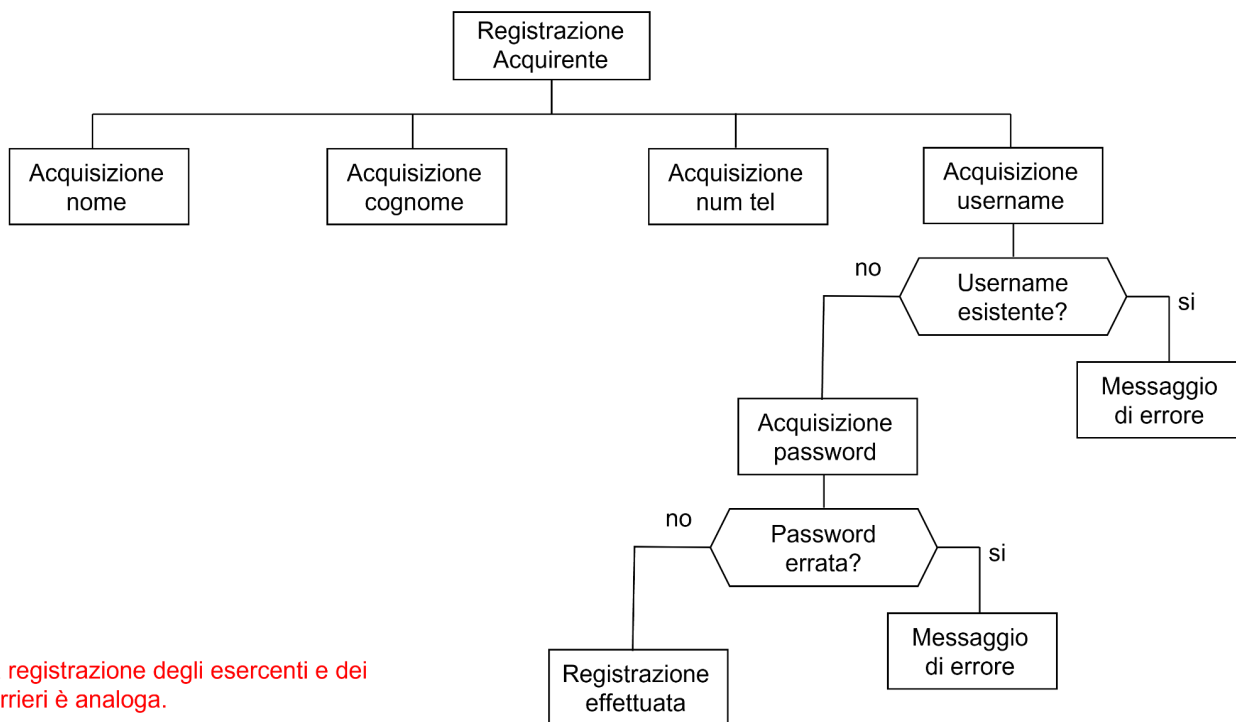 Registrazione
Acquirente
Acquisizione
nome
Acquisizione
cognome
Acquisizione
num tel
Acquisizione
username
no
Username
esistente?
si
Messaggio
di errore
Acquisizione
password
no
Password
errata?
si
Messaggio
di errore
Registrazione
effettuata
registrazione degli esercenti e dei
rrieri è analoga.